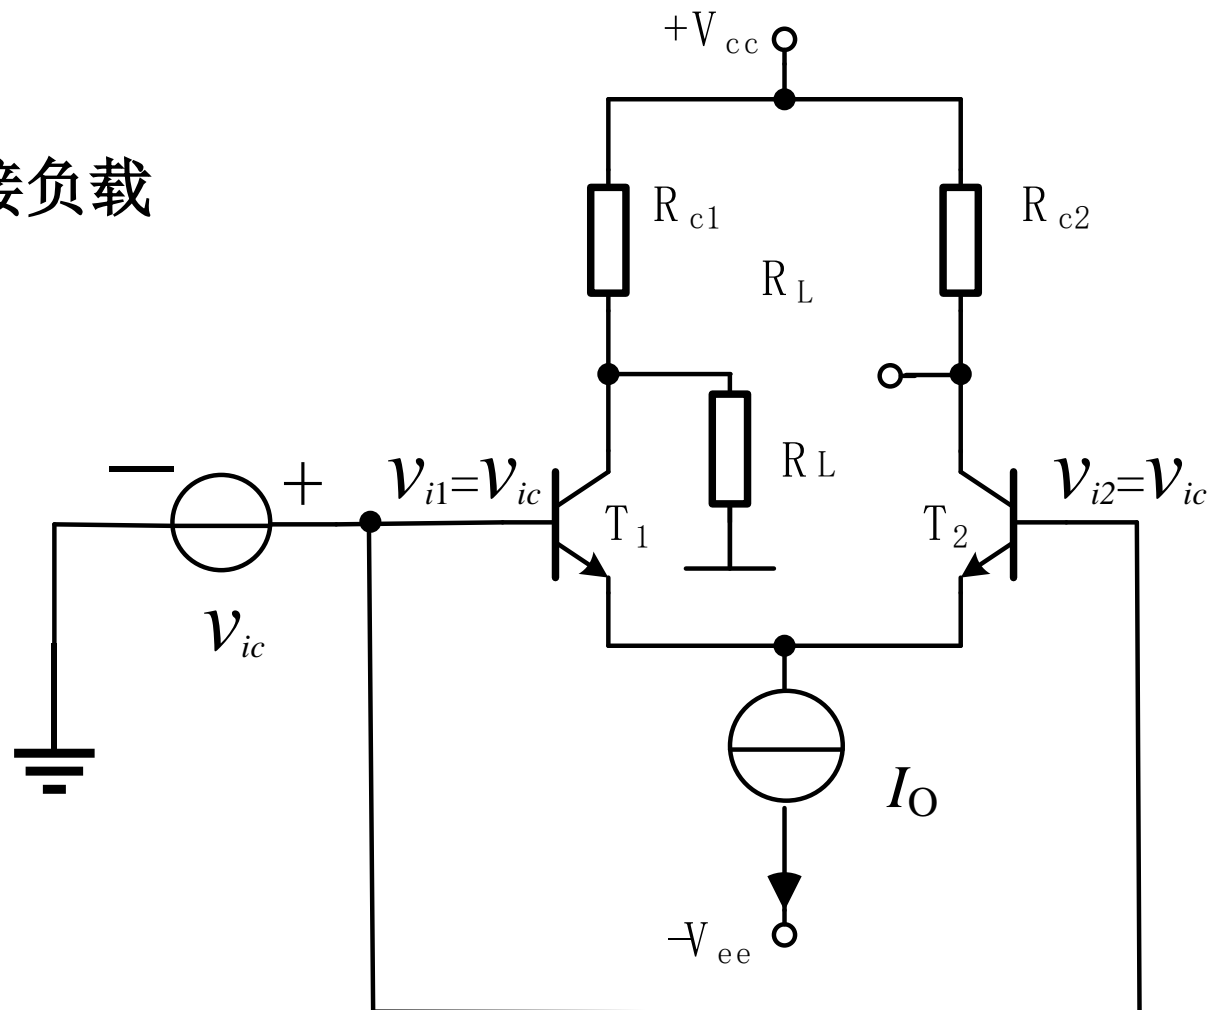 +Vcc
接负载
Rc1
Rc2
RL
RL
− + vi1=vic
vi2=vic
T1
T2
vic
IO
−Vee